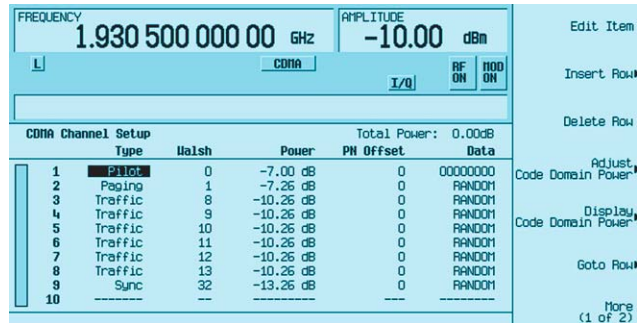 FREQUENCY
1.930 500 000 00 GHz
AMPLITUDE
-10.00 dBm
L
CDMA
I/Q
RF ON
MOD ON
CDMA Channel Setup Total Power: 0.00dB
Type Walsh Power PN Offset Data
1 Pilot 0 -7.00 dB 0 00000000
2 Paging 1 -7.26 dB 0 RANDOM
3 Traffic 8 -10.26 dB 0 RANDOM
4 Traffic 9 -10.26 dB 0 RANDOM
5 Traffic 10 -10.26 dB 0 RANDOM
6 Traffic 11 -10.26 dB 0 RANDOM
7 Traffic 12 -10.26 dB 0 RANDOM
8 Traffic 13 -10.26 dB 0 RANDOM
9 Sync 32 -13.26 dB 0 RANDOM
10 ------- -- --------- --- --------
Edit Item
Insert Row
Delete Row
Adjust
Code Domain Power
Display
Code Domain Power
Goto Row
More
(1 of 2)